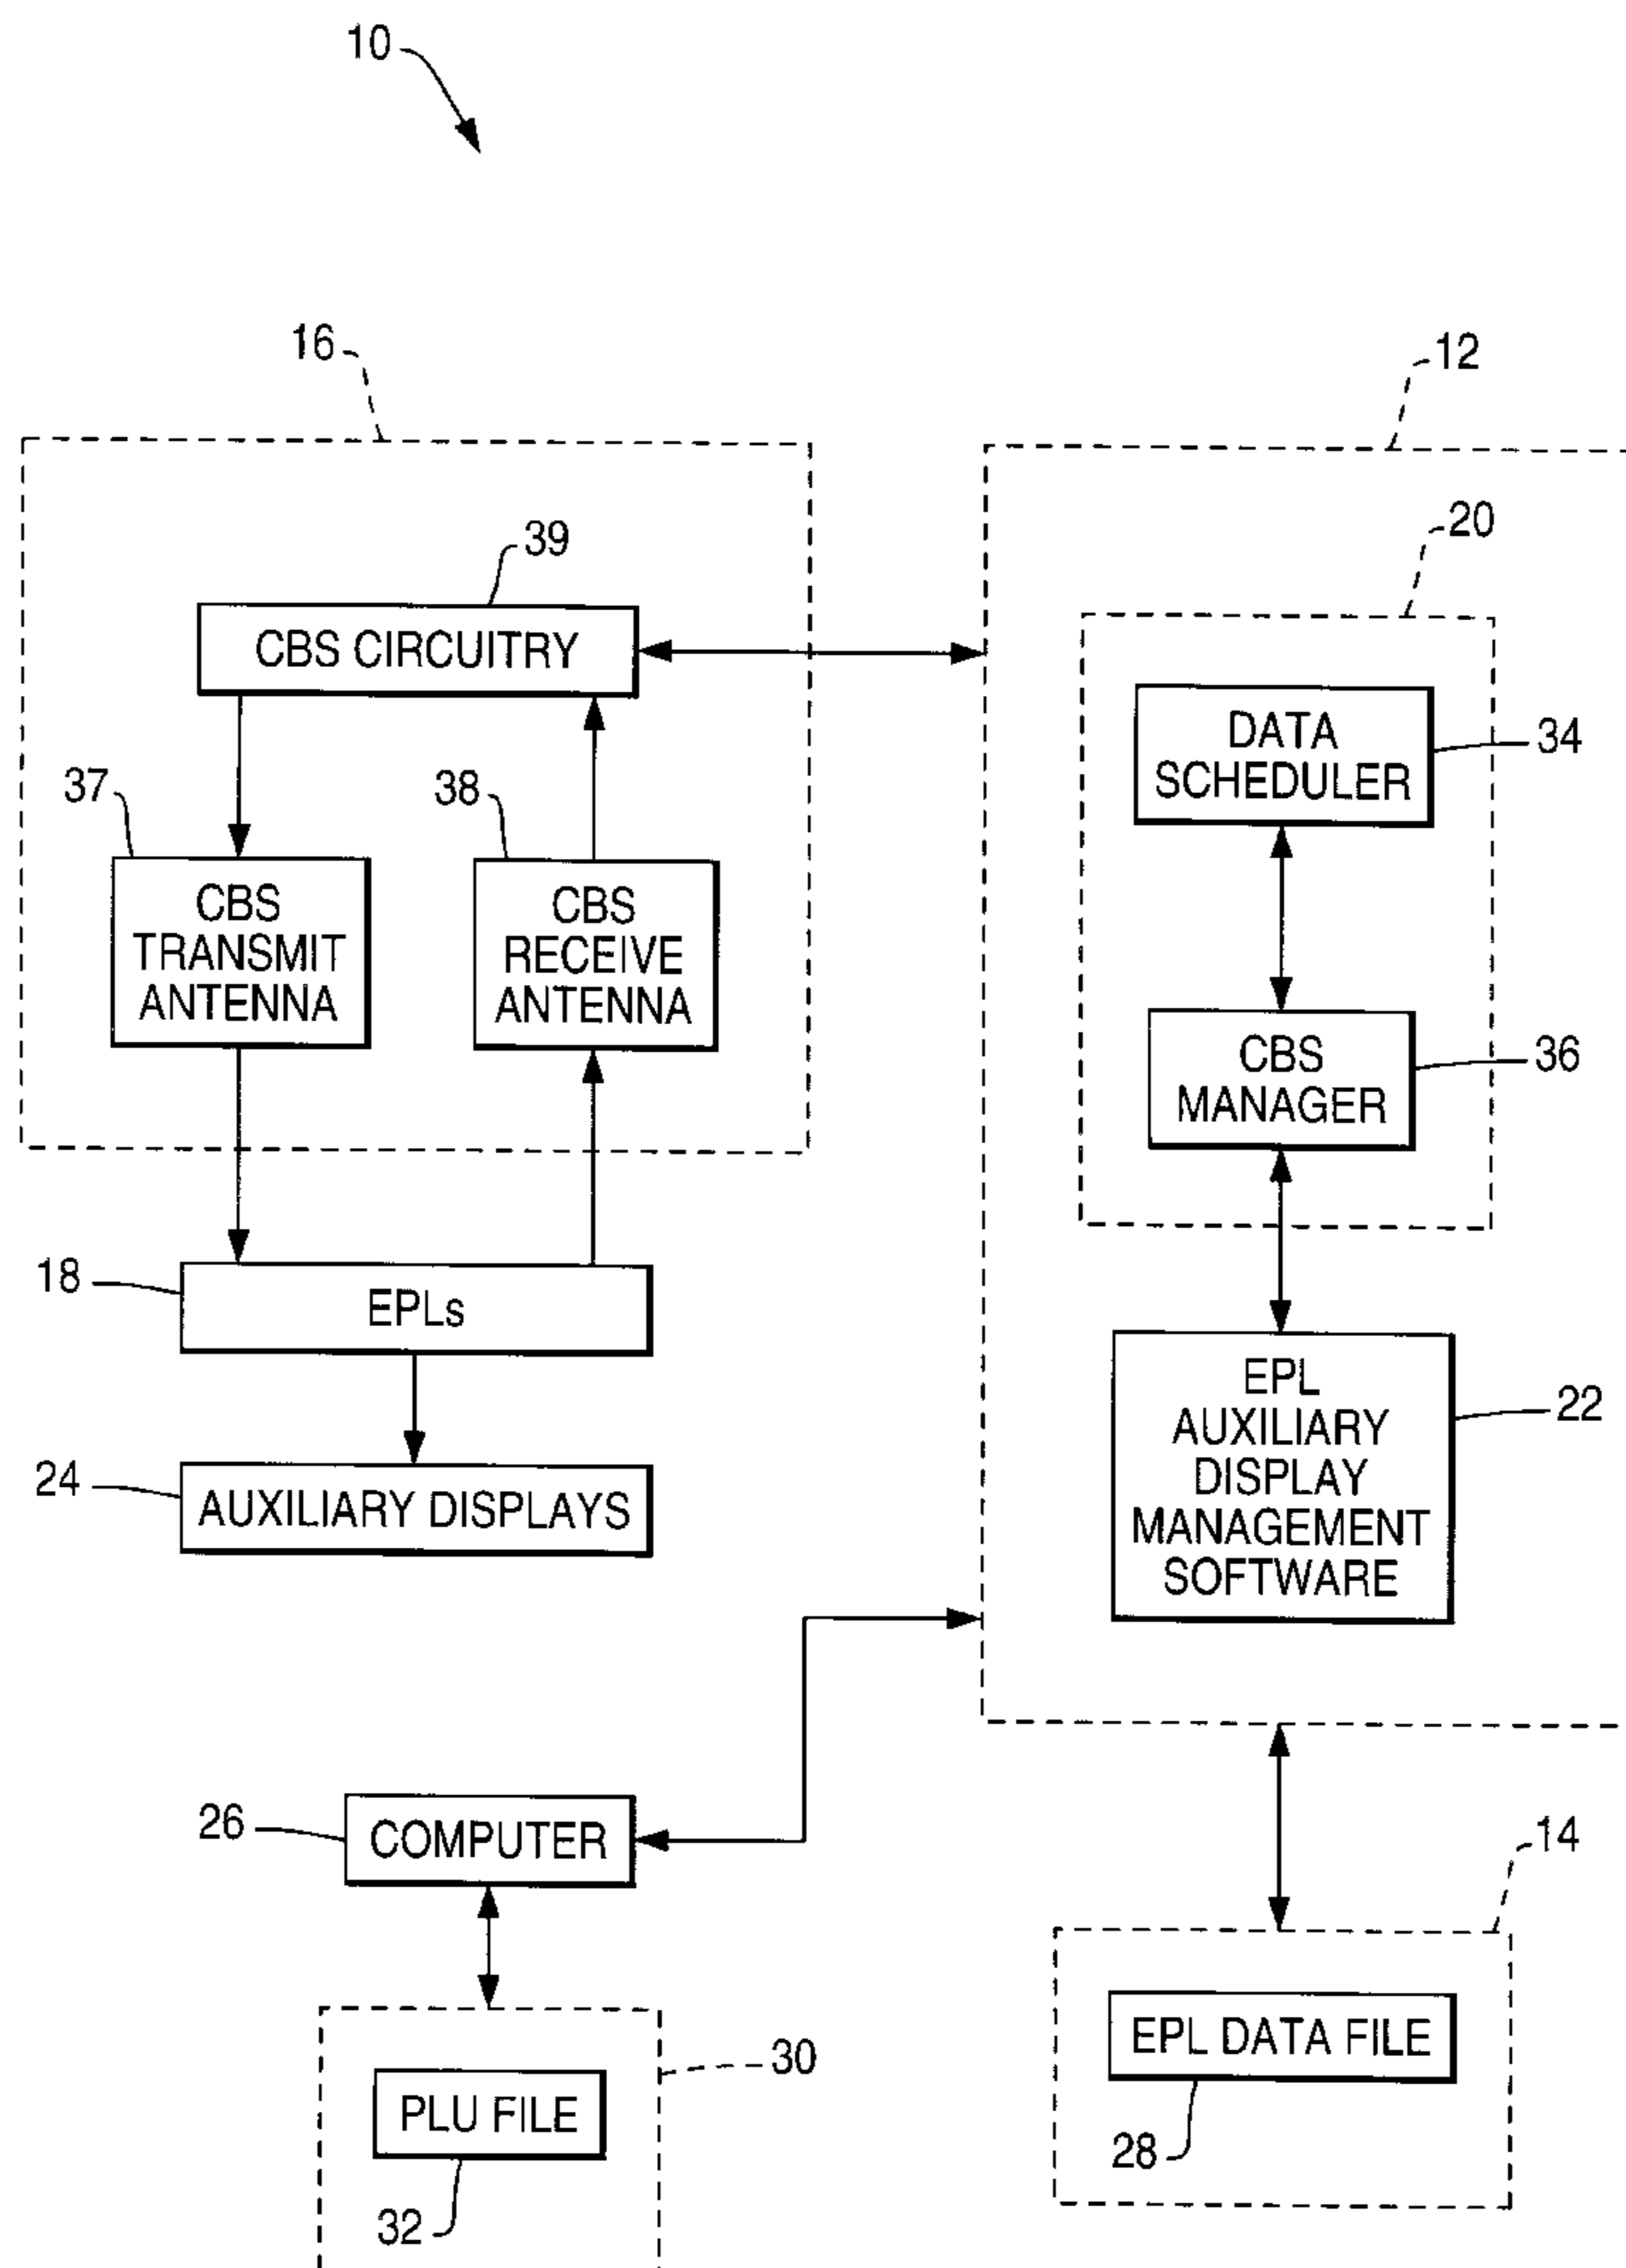 10
16
12
20
39
CBS CIRCUITRY
DATA
SCHEDULER
34
37
38
CBS
TRANSMIT
ANTENNA
CBS
RECEIVE
ANTENNA
CBS
MANAGER
36
18
EPLs
24
AUXILIARY DISPLAYS
EPL
AUXILIARY
DISPLAY
MANAGEMENT
SOFTWARE
22
26
COMPUTER
14
30
PLU FILE
32
EPL DATA FILE
28